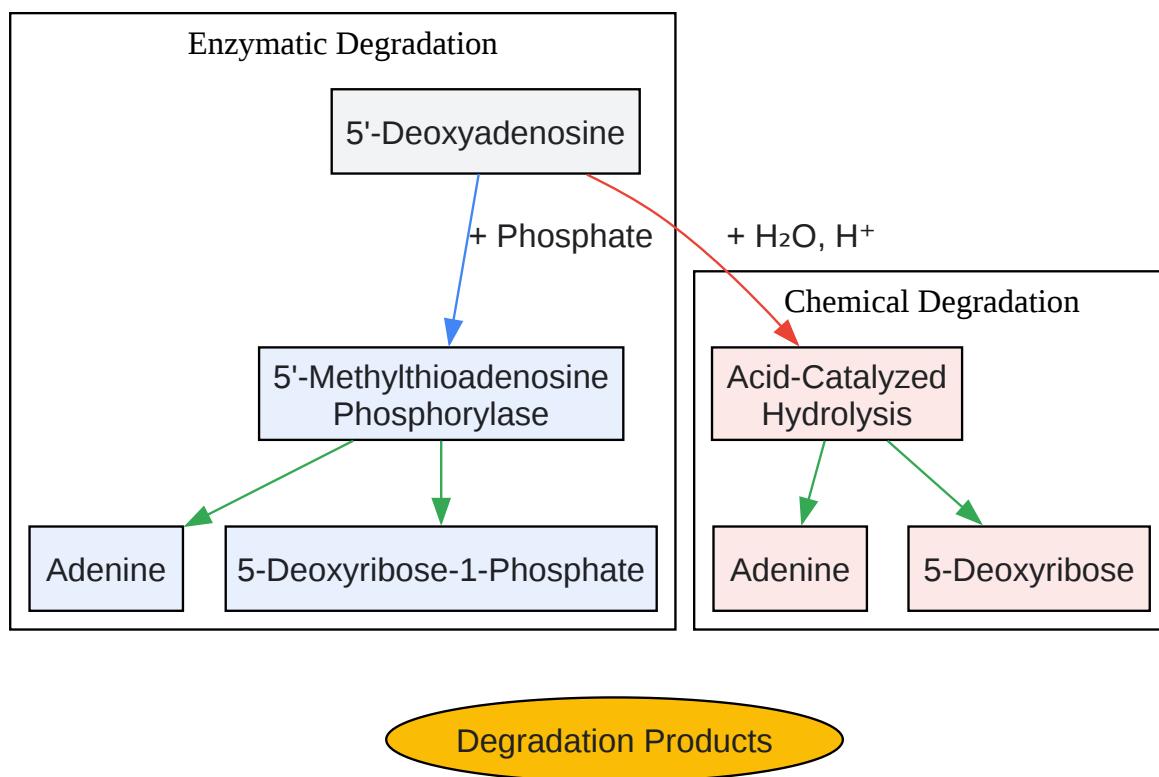 Enzymatic Degradation
5'-Deoxyadenosine
+ Phosphate
+ H₂O, H⁺
Chemical Degradation
5'-Methylthioadenosine
Phosphorylase
Acid-Catalyzed
Hydrolysis
Adenine
5-Deoxyribose-1-Phosphate
Adenine
5-Deoxyribose
Degradation Products